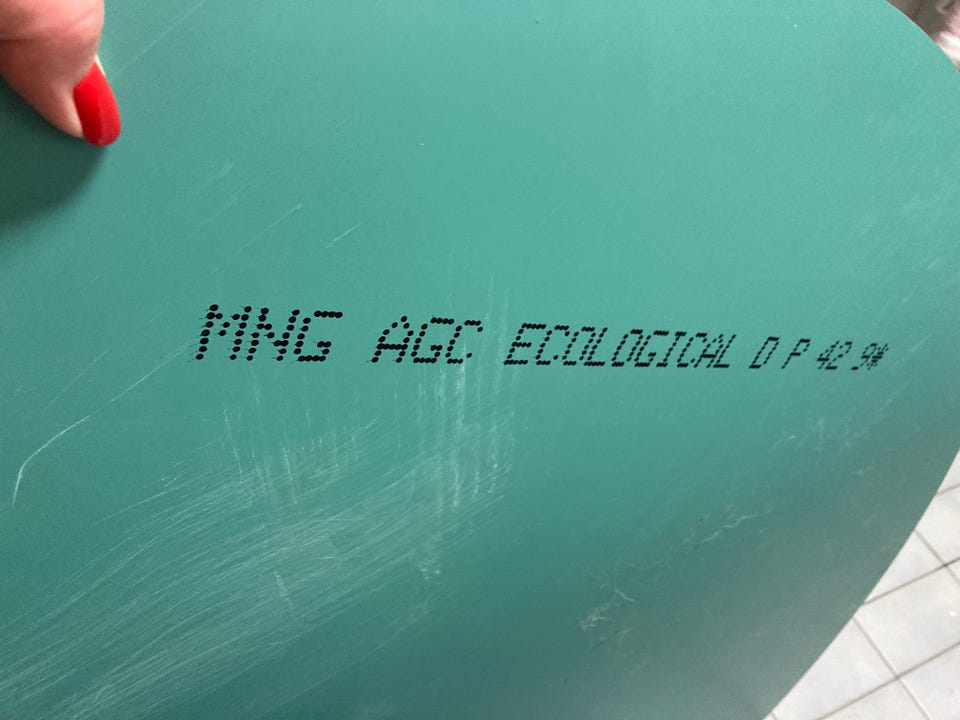 MNG AGC ECOLOGICAL D P 42 9*